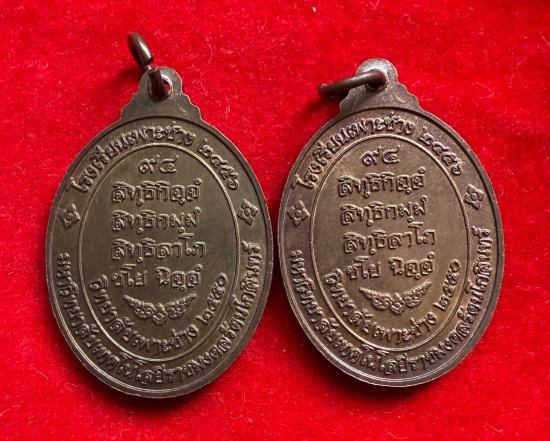 โรงเรียนเพาะช่าง ๒๔๕๖
๙๔
สิทฺธิกิจฺจํ
สิทฺธิกมฺมํ
สิทฺธิลาโภ
ชโย นิจฺจํ
วิทยาลัยเพาะช่าง ๒๕๕๐
มหาวิทยาลัยเทคโนโลยีราชมงคลรัตนโกสินทร์
โรงเรียนเพาะช่าง ๒๔๕๖
๙๔
สิทฺธิกิจฺจํ
สิทฺธิกมฺมํ
สิทฺธิลาโภ
ชโย นิจฺจํ
วิทยาลัยเพาะช่าง ๒๕๕๐
มหาวิทยาลัยเทคโนโลยีราชมงคลรัตนโกสินทร์